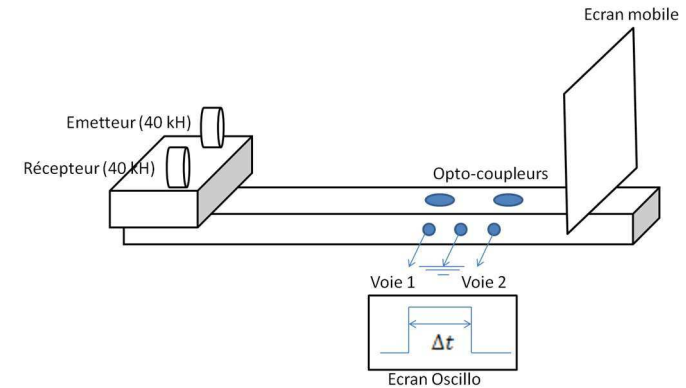 Ecran mobile
Emetteur (40 kH)
Récepteur (40 kH)
Opto-coupleurs
Voie 1 Voie 2
Δt
Ecran Oscillo